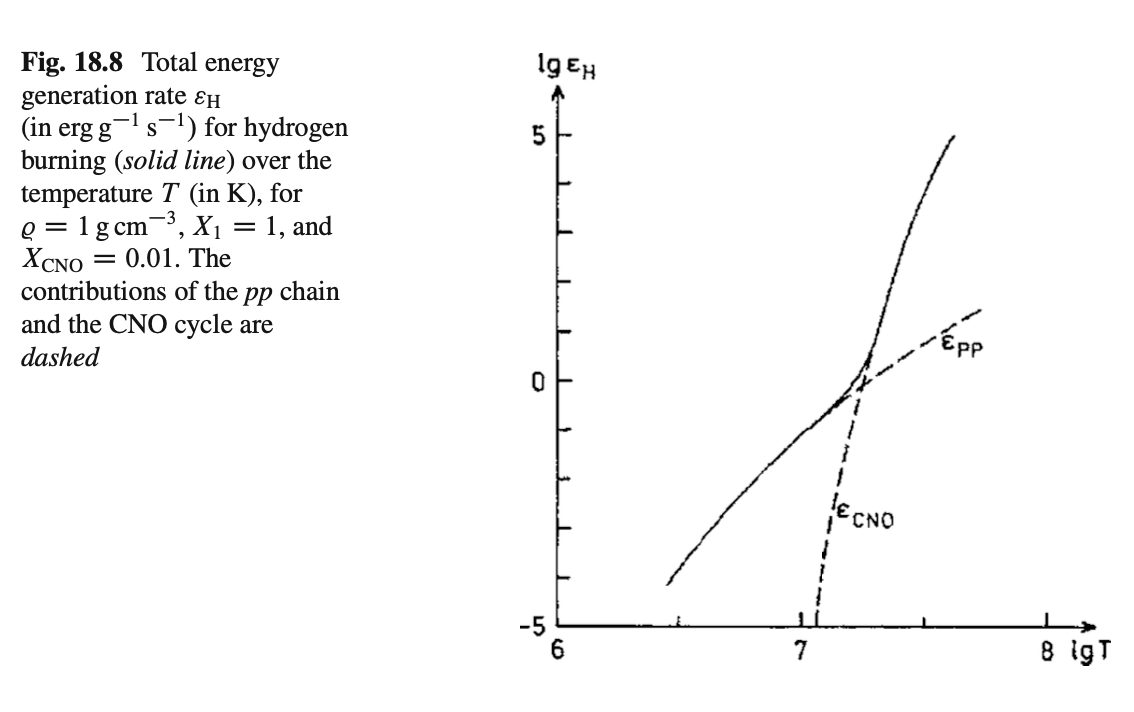 Fig. 18.8 Total energy
generation rate εH
(in erg g−1 s−1) for hydrogen
burning (solid line) over the
temperature T (in K), for
ϱ = 1 g cm−3, X1 = 1, and
XCNO = 0.01. The
contributions of the pp chain
and the CNO cycle are
dashed
lg εH
5
0
-5
εPP
εCNO
6
7
8
lg T